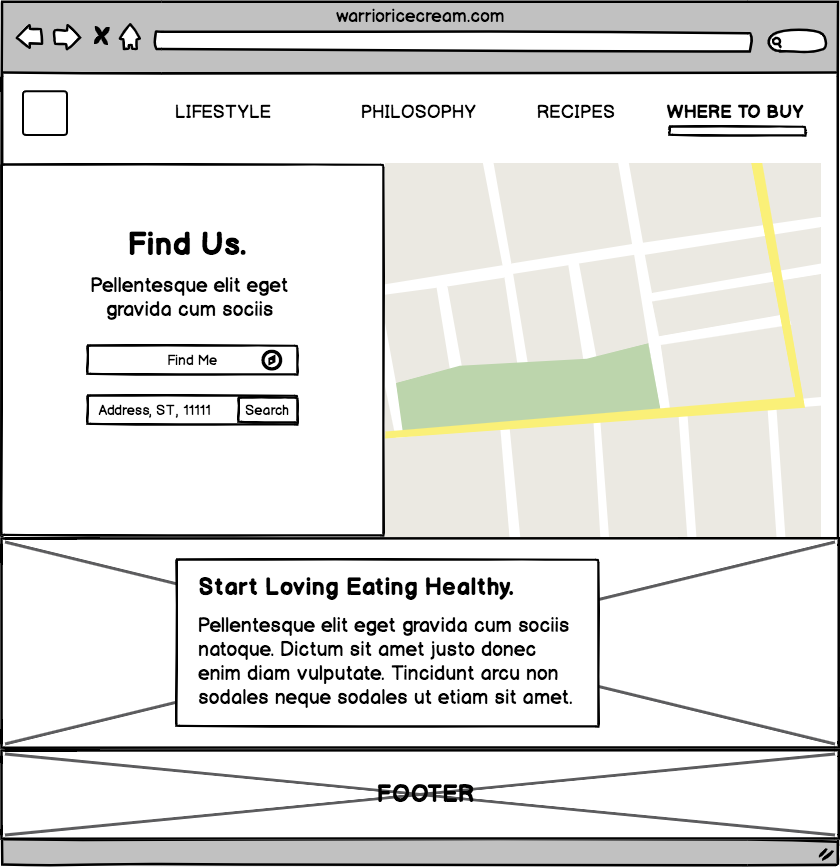 warrioricecream.com
LIFESTYLE PHILOSOPHY RECIPES WHERE TO BUY
Find Us.
Pellentesque elit eget
gravida cum sociis
Find Me
Address, ST, 11111 Search
Start Loving Eating Healthy.
Pellentesque elit eget gravida cum sociis
natoque. Dictum sit amet justo donec
enim diam vulputate. Tincidunt arcu non
sodales neque sodales ut etiam sit amet.
FOOTER